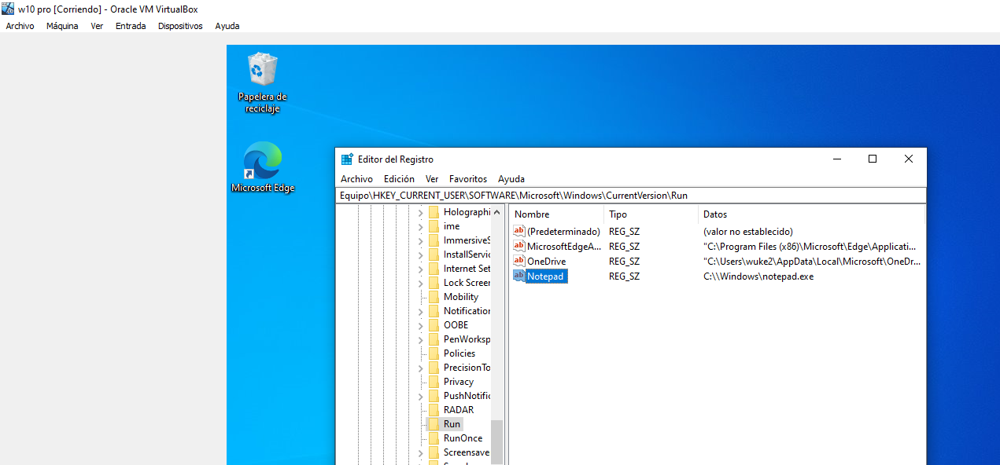 w10 pro [Corriendo] - Oracle VM VirtualBox
Archivo Máquina Ver Entrada Dispositivos Ayuda
Papelera de
reciclaje
Microsoft Edge
Editor del Registro
Archivo Edición Ver Favoritos Ayuda
Equipo\HKEY_CURRENT_USER\SOFTWARE\Microsoft\Windows\CurrentVersion\Run
Holographi
ime
ImmersiveS
InstallServic
Internet Set
Lock Screen
Mobility
Notification
OOBE
PenWorksp
Policies
PrecisionTo
Privacy
PushNotific
RADAR
Run
RunOnce
Screensave
Nombre Tipo Datos
(Predeterminado) REG_SZ (valor no establecido)
MicrosoftEdgeA... REG_SZ "C:\Program Files (x86)\Microsoft\Edge\Applicati...
OneDrive REG_SZ "C:\Users\wuke2\AppData\Local\Microsoft\OneDr...
Notepad REG_SZ C:\\Windows\notepad.exe